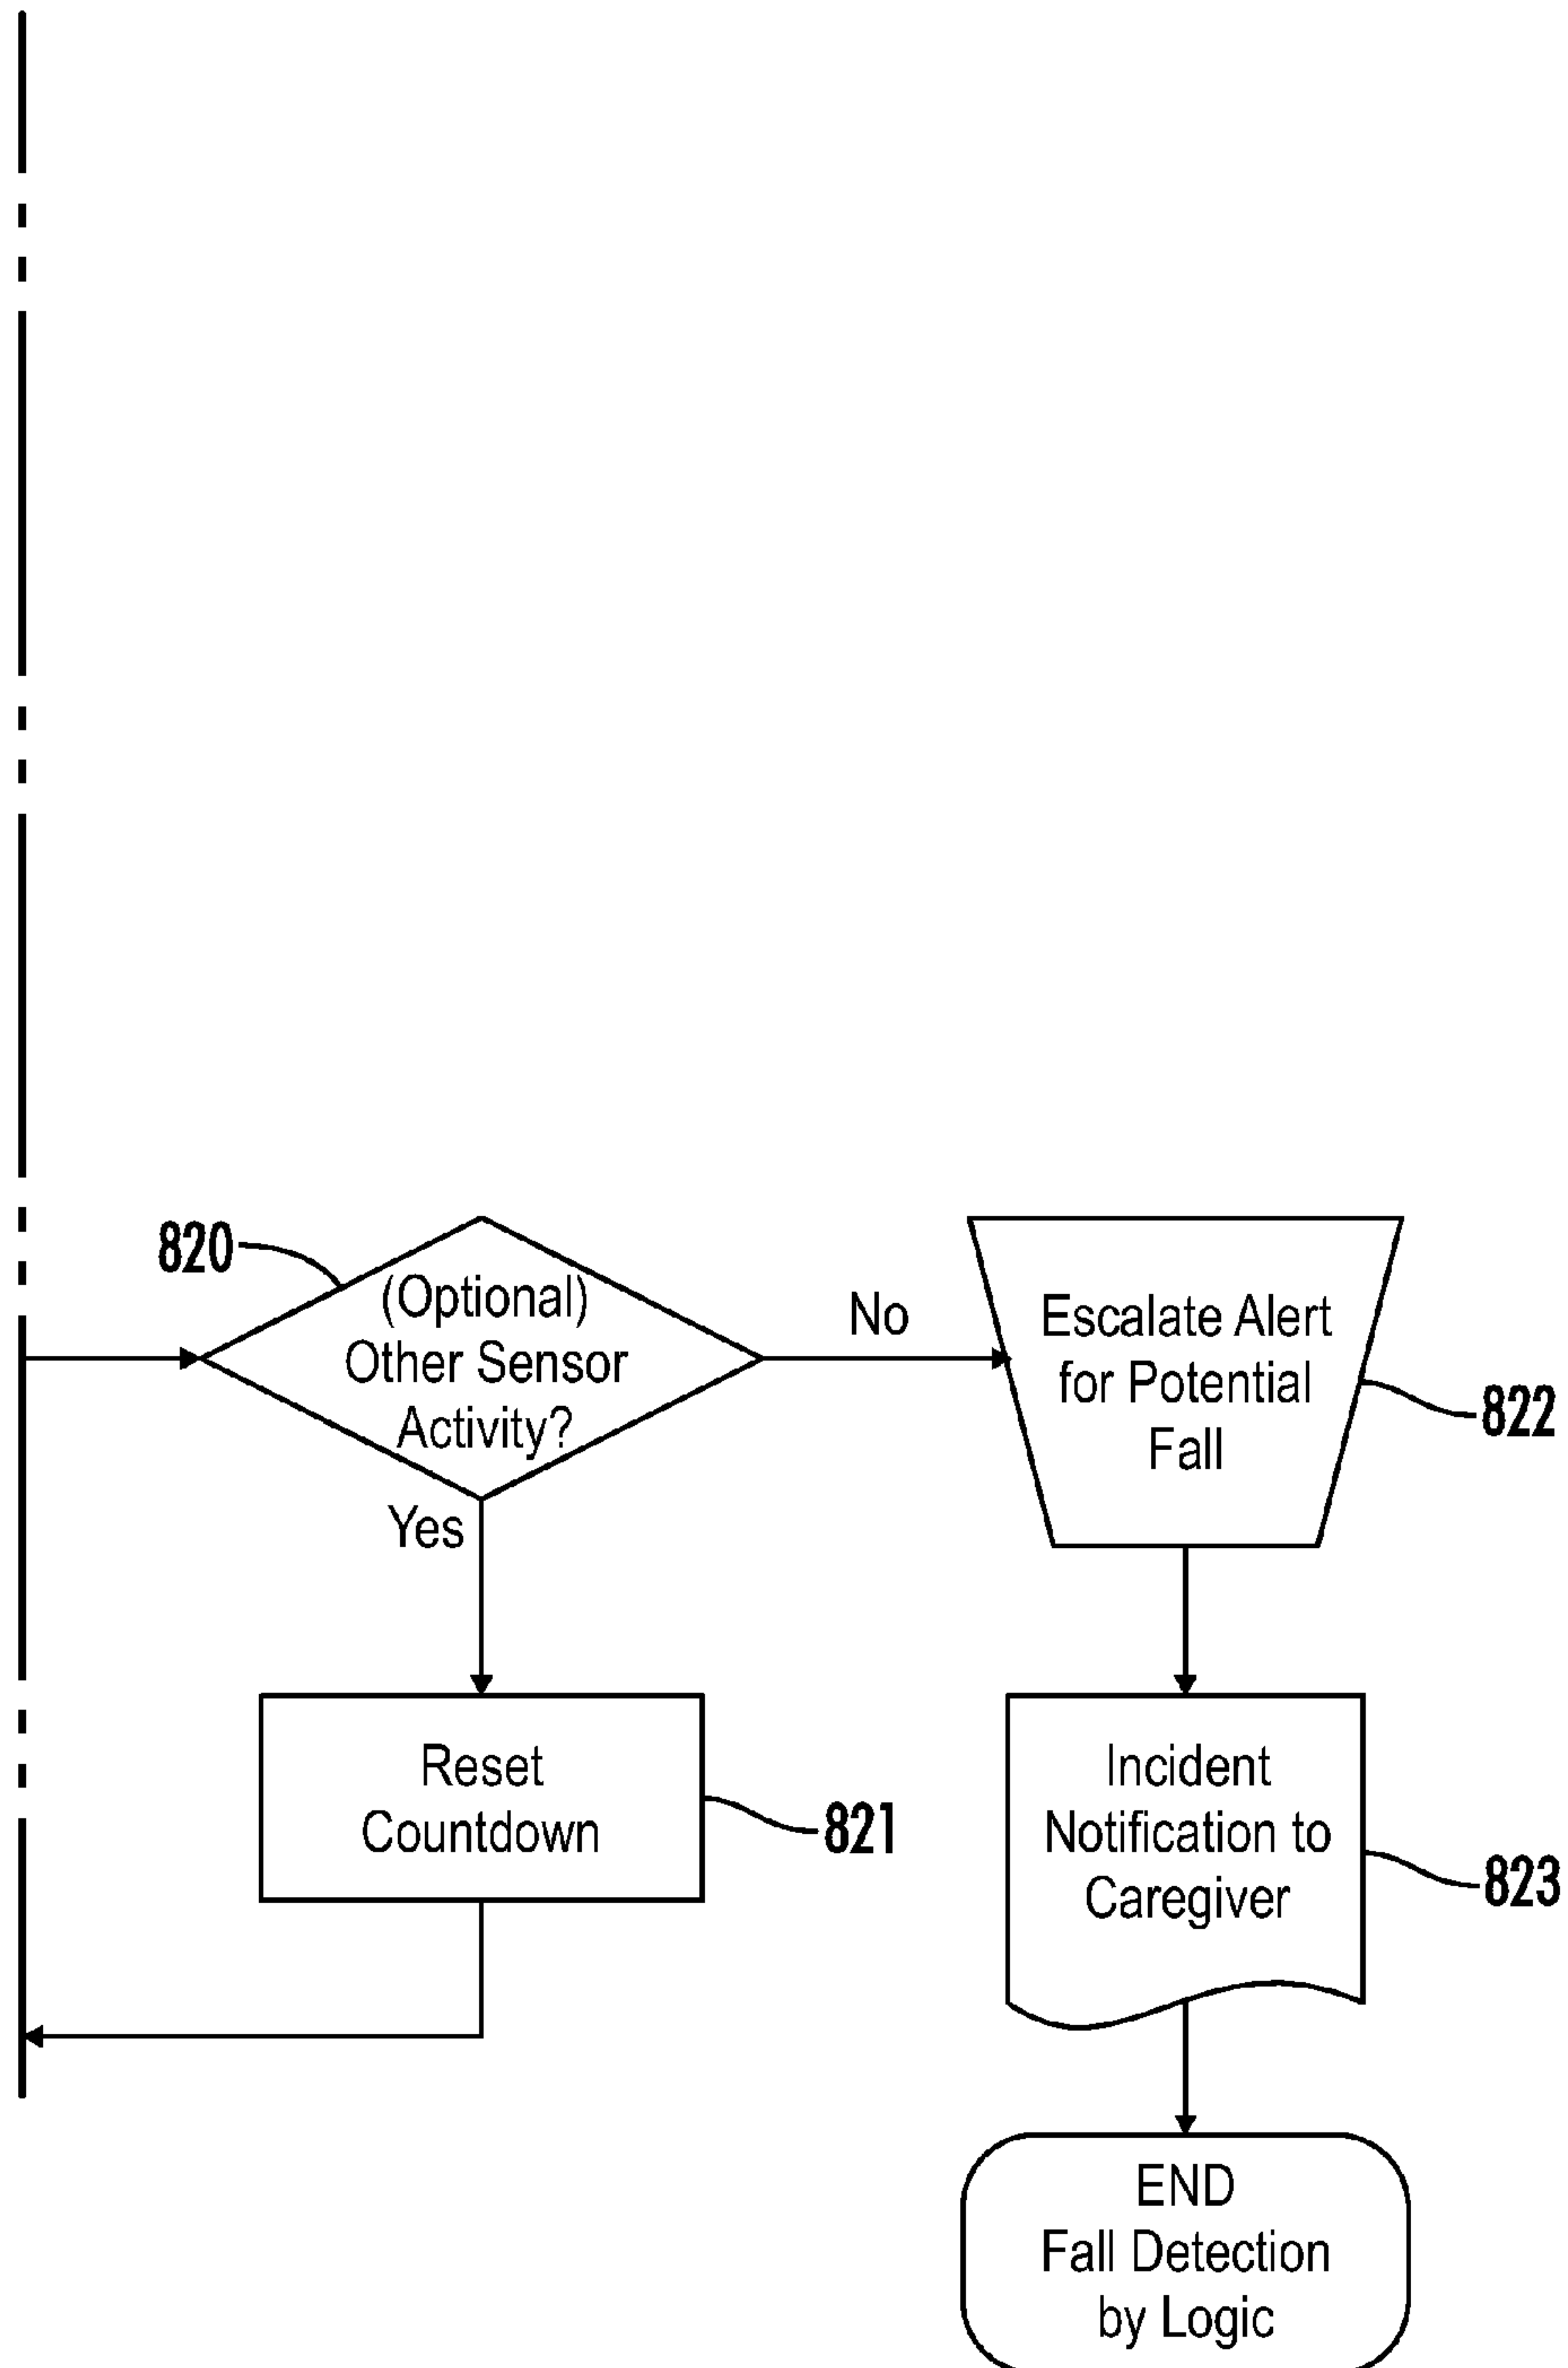 820
(Optional)
Other Sensor
Activity?
No
Yes
Escalate Alert
for Potential
Fall
822
Reset
Countdown
821
Incident
Notification to
Caregiver
823
END
Fall Detection
by Logic